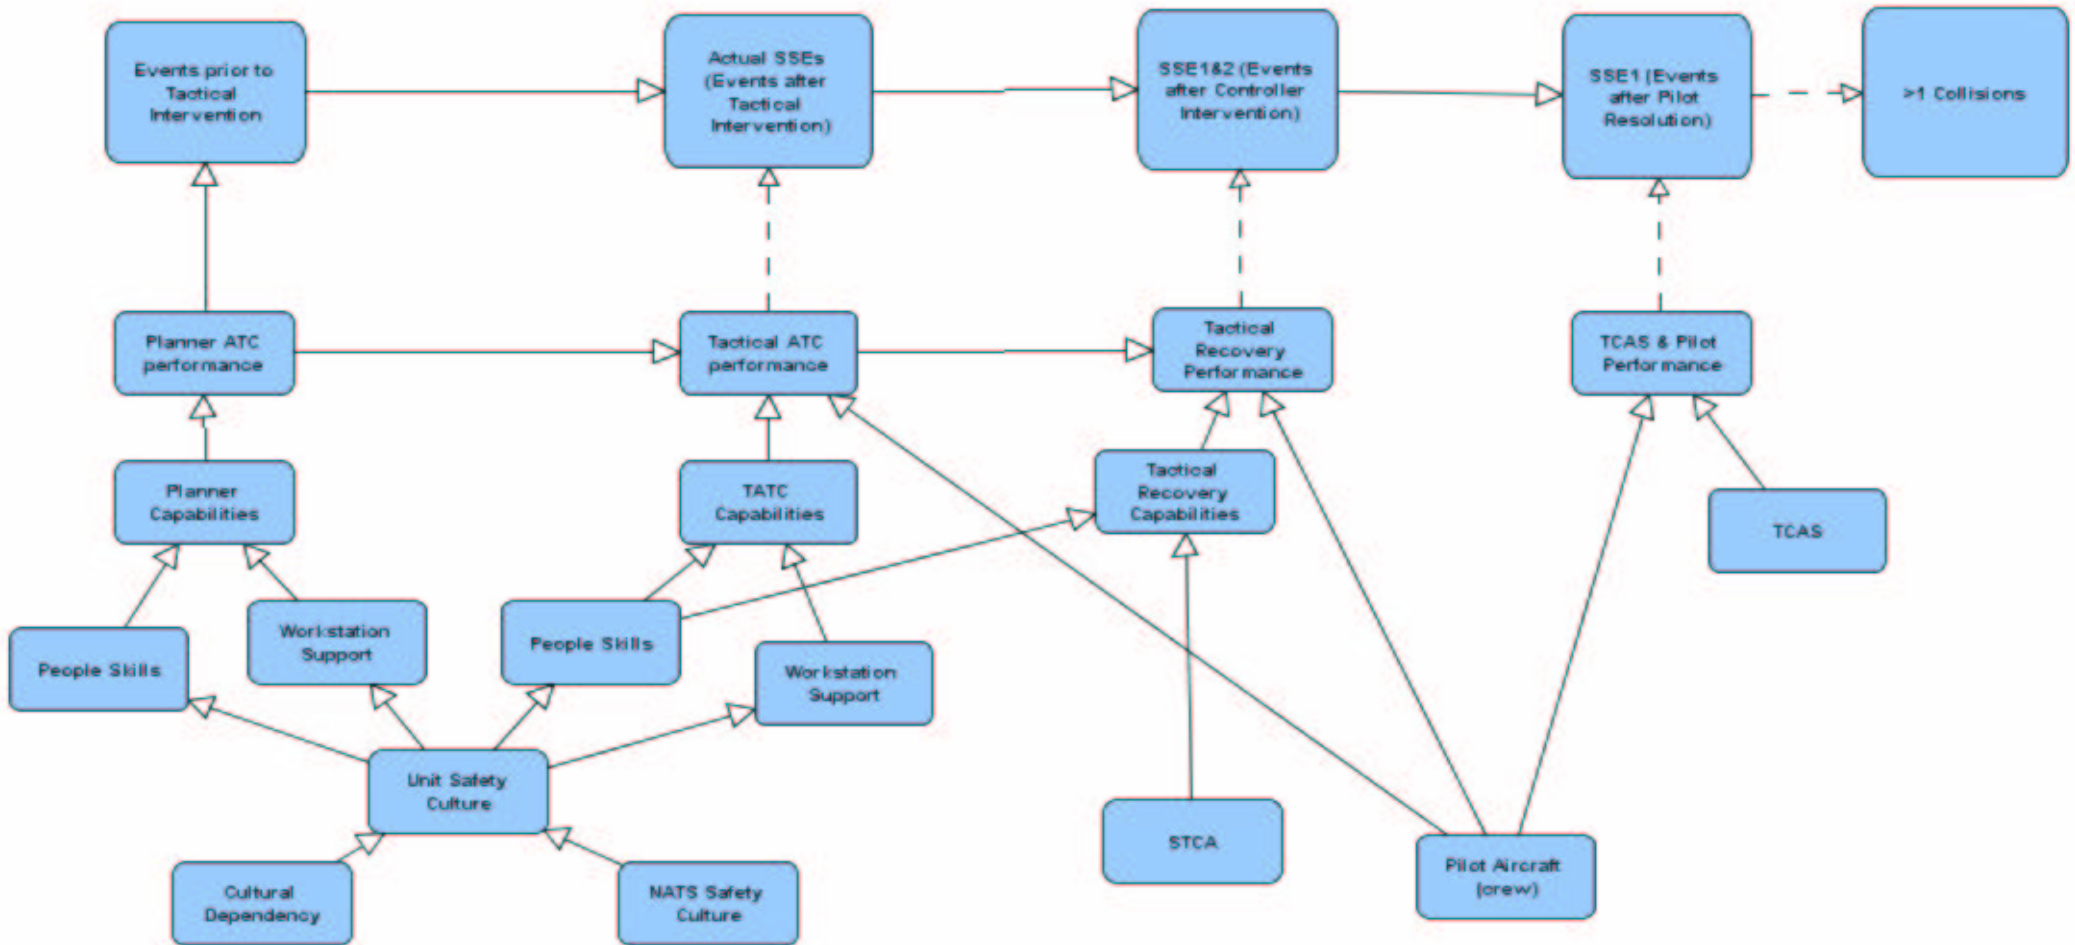 Events prior to
Tactical
Intervention
Actual SSEs
(Events after
Tactical
Intervention)
SSE1&2 (Events
after Controller
Intervention)
SSE1 (Events
after Pilot
Resolution)
>1 Collisions
Planner ATC
performance
Tactical ATC
performance
Tactical
Recovery
Performance
TCAS & Pilot
Performance
Planner
Capabilities
TATC
Capabilities
Tactical
Recovery
Capabilities
TCAS
People Skills
Workstation
Support
People Skills
Workstation
Support
Unit Safety
Culture
STCA
Pilot Aircraft
(crew)
Cultural
Dependency
NATS Safety
Culture